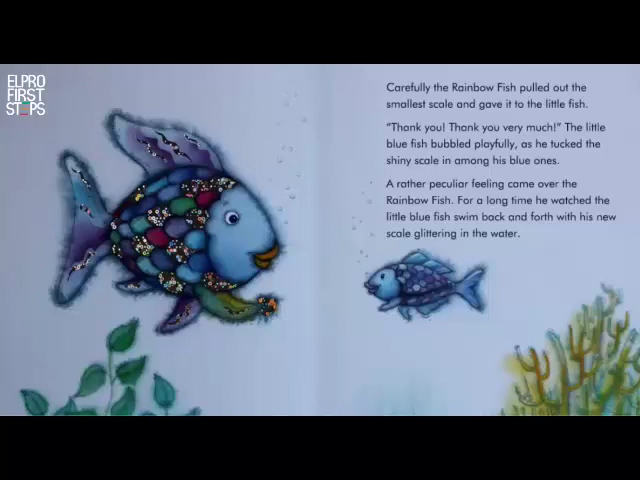 ELPRO
FIRST
STEPS
Carefully the Rainbow Fish pulled out the
smallest scale and gave it to the little fish.
“Thank you! Thank you very much!” The little
blue fish bubbled playfully, as he tucked the
shiny scale in among his blue ones.
A rather peculiar feeling came over the
Rainbow Fish. For a long time he watched the
little blue fish swim back and forth with his new
scale glittering in the water.